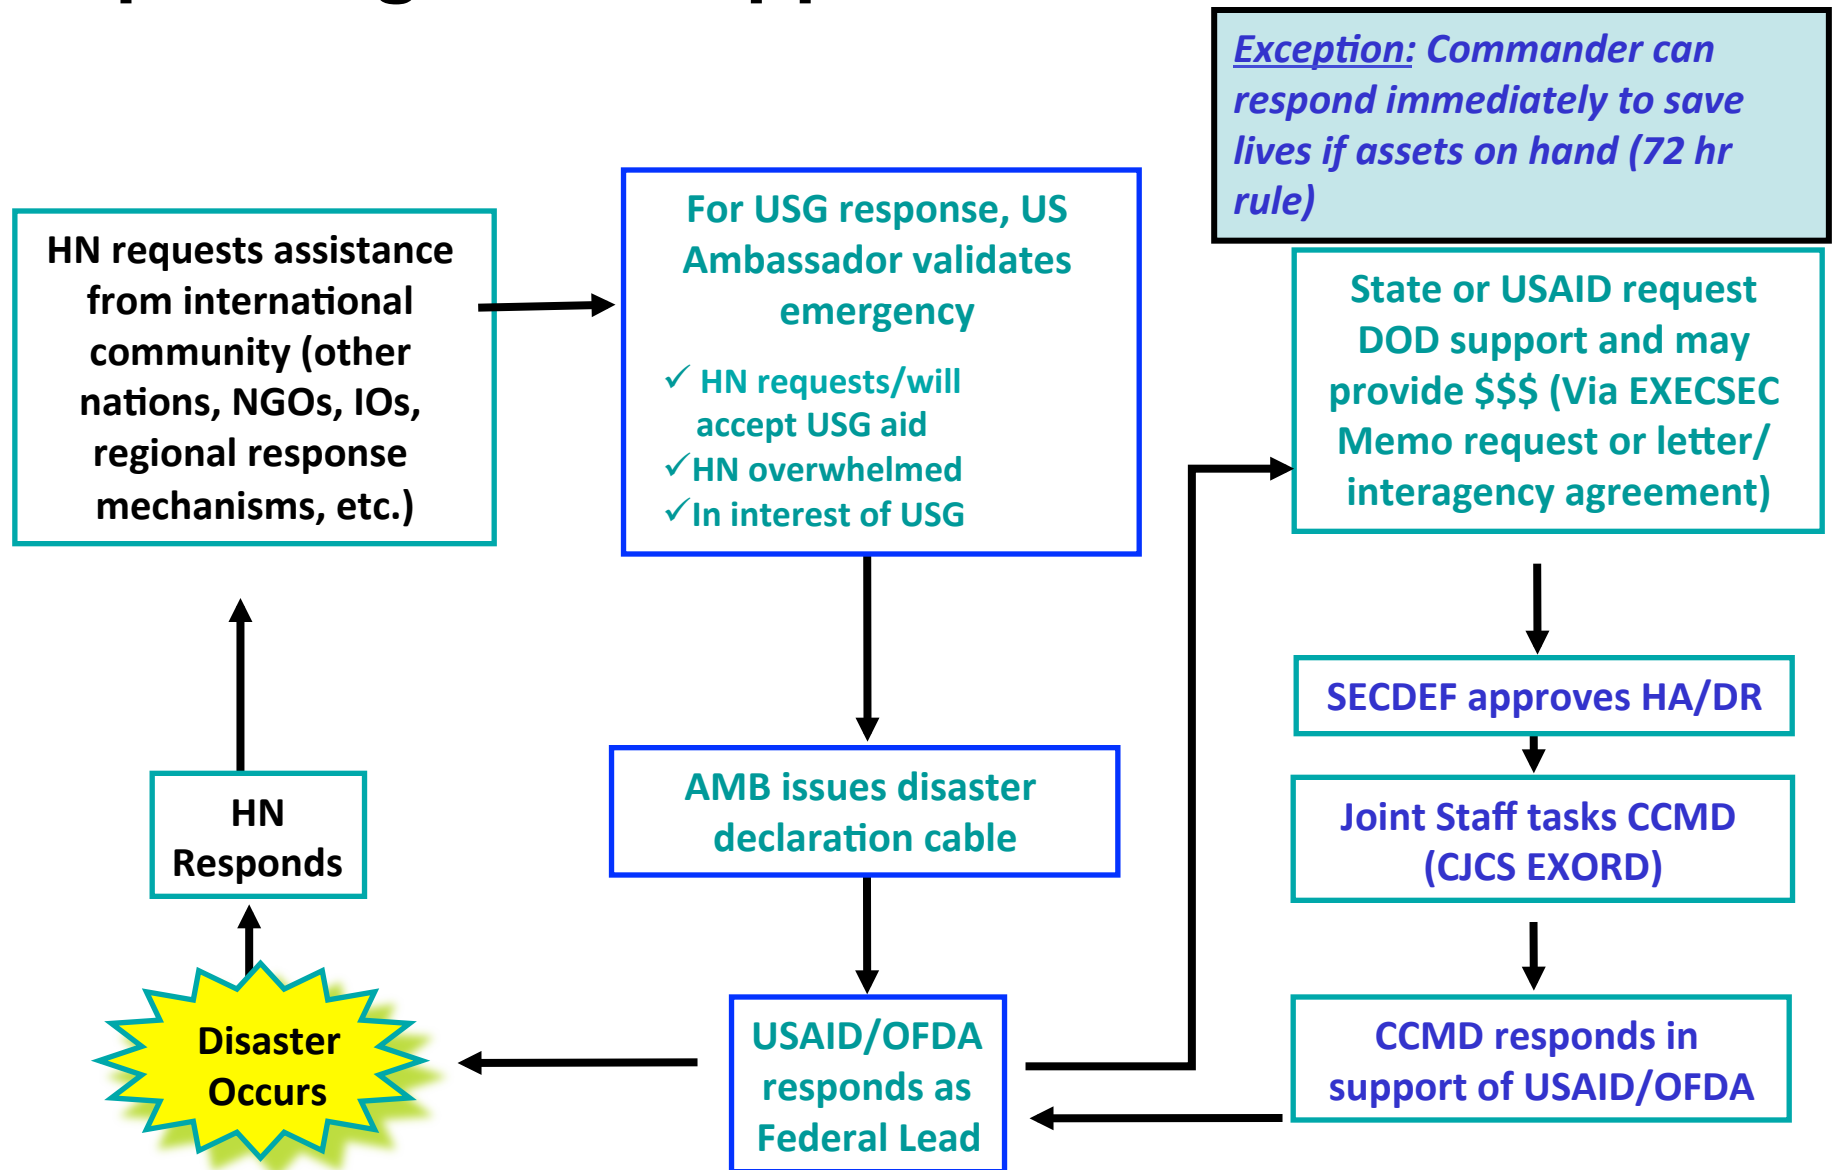 Exception: Commander can
respond immediately to save
lives if assets on hand (72 hr
rule)
HN requests assistance
from international
community (other
nations, NGOs, IOs,
regional response
mechanisms, etc.)
For USG response, US
Ambassador validates
emergency
✓ HN requests/will
accept USG aid
✓HN overwhelmed
✓In interest of USG
State or USAID request
DOD support and may
provide $$$ (Via EXECSEC
Memo request or letter/
interagency agreement)
SECDEF approves HA/DR
AMB issues disaster
declaration cable
HN
Responds
Joint Staff tasks CCMD
(CJCS EXORD)
Disaster
Occurs
USAID/OFDA
responds as
Federal Lead
CCMD responds in
support of USAID/OFDA